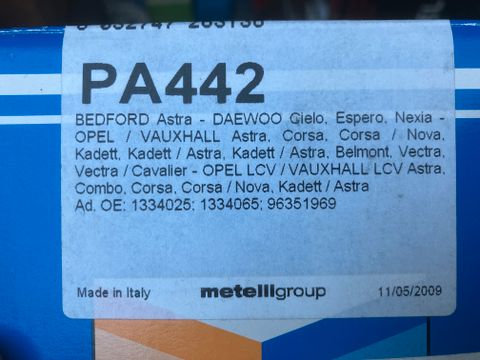 PA442
BEDFORD Astra - DAEWOO Cielo, Espero, Nexia -
OPEL / VAUXHALL Astra, Corsa, Corsa / Nova,
Kadett, Kadett / Astra, Kadett / Astra, Belmont, Vectra,
Vectra / Cavalier - OPEL LCV / VAUXHALL LCV Astra,
Combo, Corsa, Corsa / Nova, Kadett / Astra
Ad. OE: 1334025; 1334065; 96351969
Made in Italy metelligroup 11/05/2009